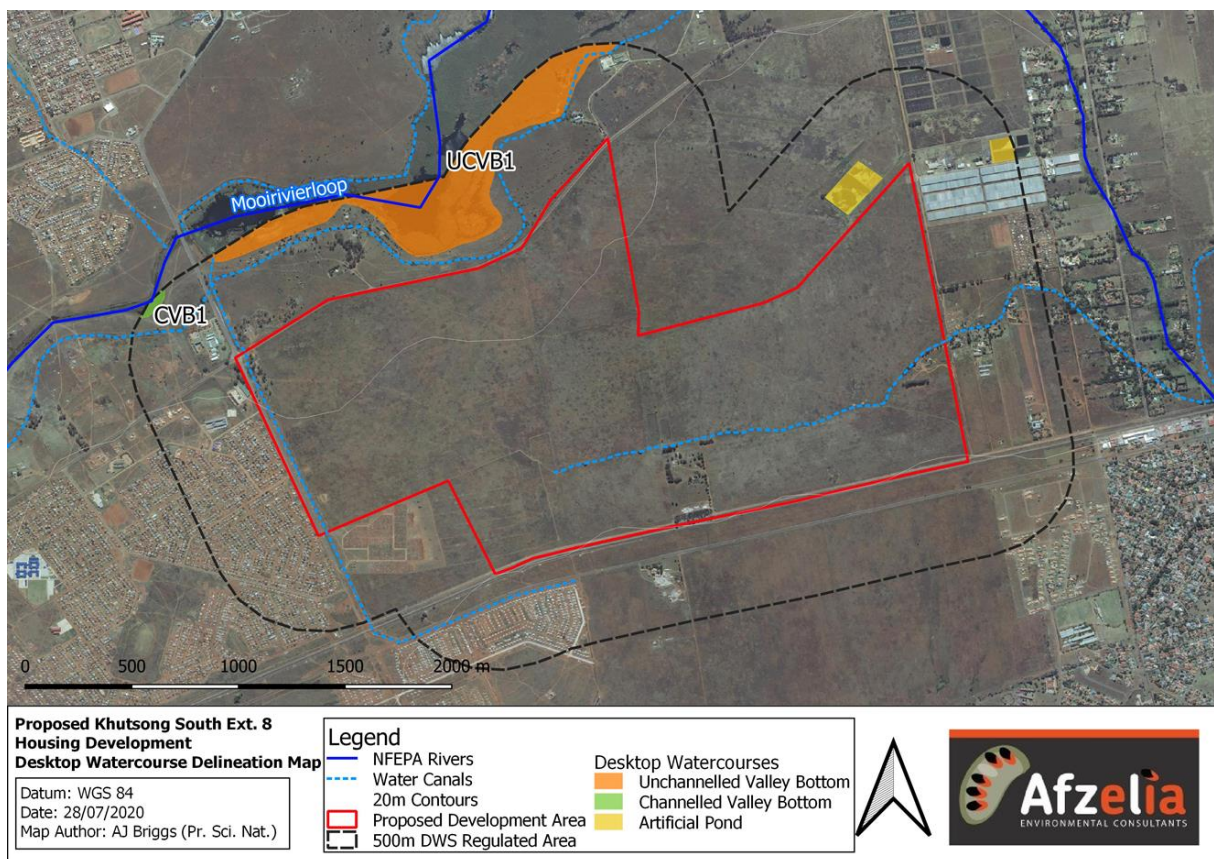 UCVB1
Mooirivierloop
CVB1
0 500 1000 1500 2000 m
Proposed Khutsong South Ext. 8
Housing Development
Desktop Watercourse Delineation Map
Datum: WGS 84
Date: 28/07/2020
Map Author: AJ Briggs (Pr. Sci. Nat.)
Legend
NFEPA Rivers
Water Canals
20m Contours
Proposed Development Area
500m DWS Regulated Area
Desktop Watercourses
Unchannelled Valley Bottom
Channelled Valley Bottom
Artificial Pond
Afzelia
ENVIRONMENTAL CONSULTANTS